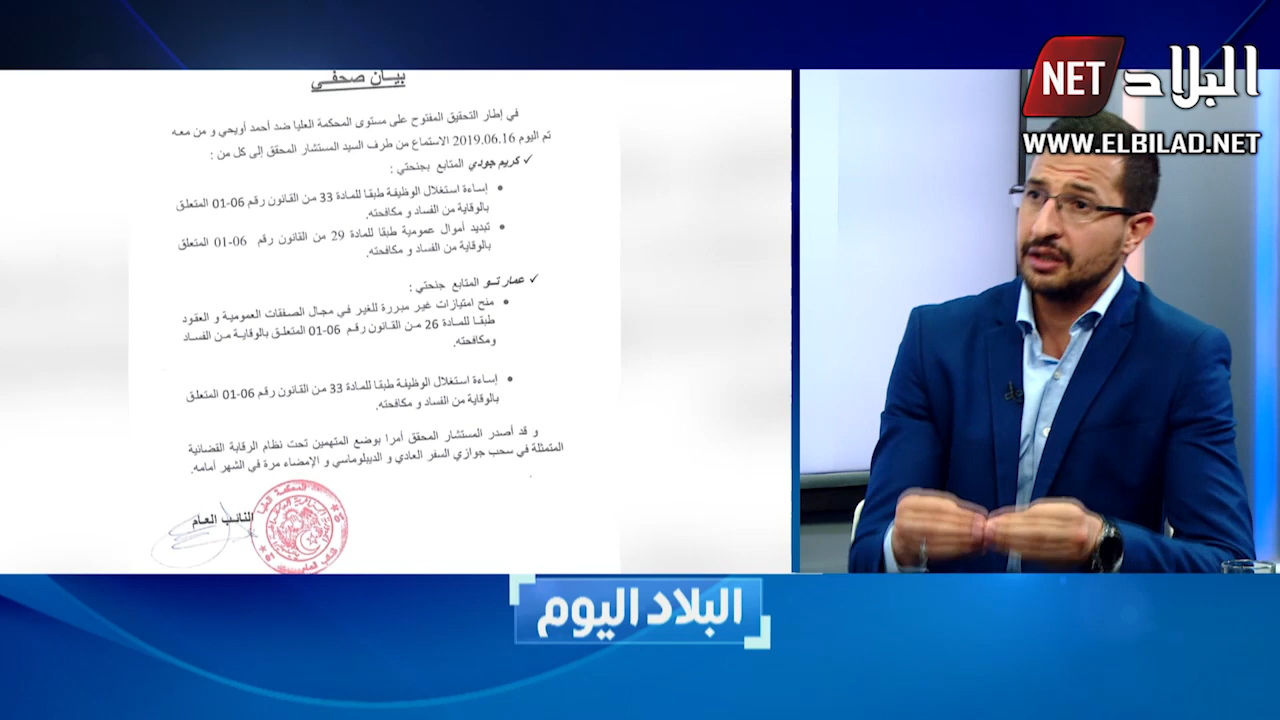 بيـــان صحفـــي
في إطار التحقيق المفتوح على مستوى المحكمة العليا ضد أحمد أويحي و من معه
تم اليوم 2019.06.16 الاستماع من طرف السيد المستشار المحقق إلى كل من :
✓ كريم جودي المتابع بجنحتي :
• إساءة استغلال الوظيفة طبقا للمادة 33 من القانون رقم 06-01 المتعلق
بالوقاية من الفساد و مكافحته.
• تبديد أموال عمومية طبقا للمادة 29 من القانون رقم 06-01 المتعلق
بالوقاية من الفساد و مكافحته.
✓ عمار تـــو المتابع جنحتي :
• منح امتيازات غير مبررة للغير في مجال الصفقات العمومية و العقود
طبقا للمادة 26 من القانون رقم 06-01 المتعلق بالوقاية من الفساد
ومكافحته.
• إساءة استغلال الوظيفة طبقا للمادة 33 من القانون رقم 06-01 المتعلق
بالوقاية من الفساد و مكافحته.
و قد أصدر المستشار المحقق أمرا بوضع المتهمين تحت نظام الرقابة القضائية
المتمثلة في سحب جوازي السفر العادي و الديبلوماسي و الإمضاء مرة في الشهر أمامه.
النائب العام
المحكمة العليا
البلاد NET
WWW.ELBILAD.NET
البلاد اليوم